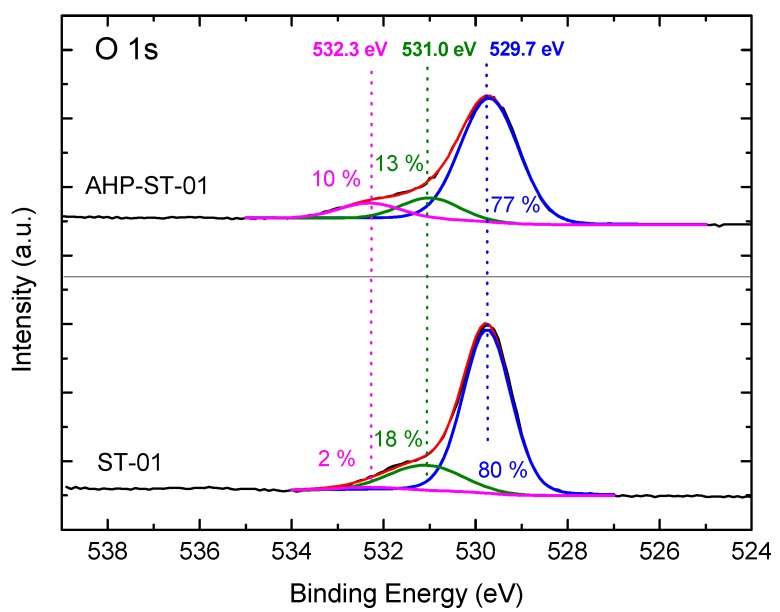 O 1s
532.3 eV 531.0 eV 529.7 eV
13 %
10 %
AHP-ST-01
77 %
Intensity (a.u.)
18 %
2 %
ST-01
80 %
538 536 534 532 530 528 526 524
Binding Energy (eV)